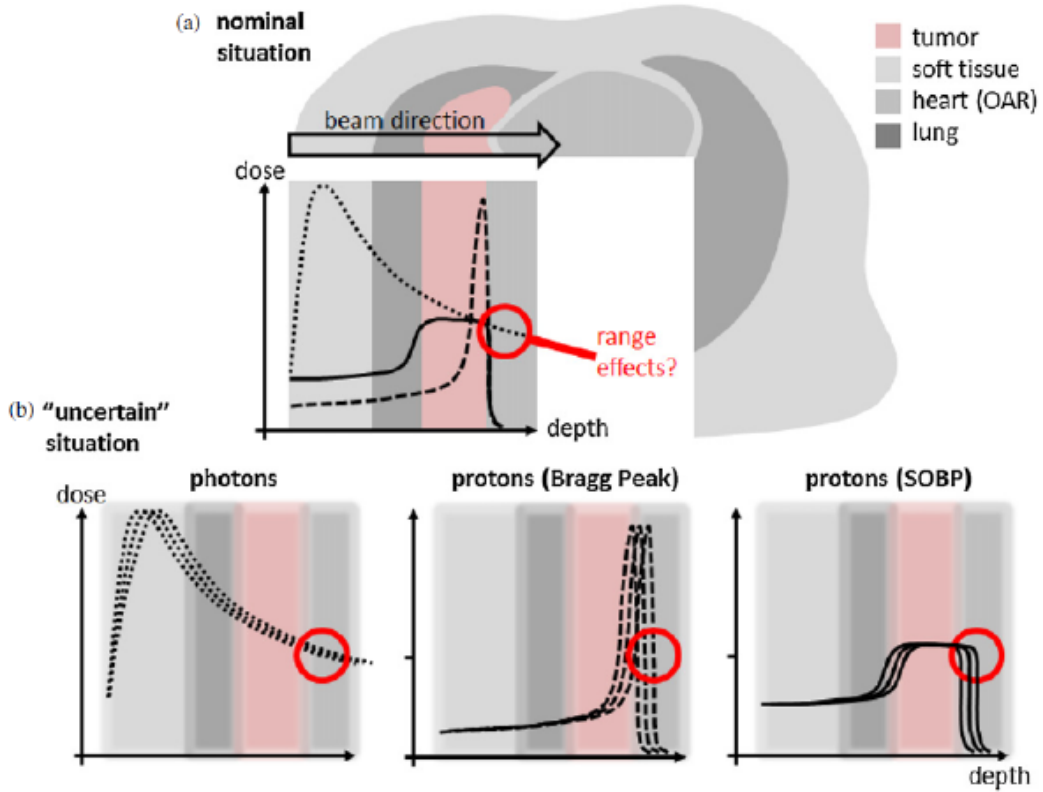 (a) nominal
situation
tumor
soft tissue
heart (OAR)
lung
beam direction
dose
range
effects?
depth
(b) "uncertain"
situation
photons
protons (Bragg Peak)
protons (SOBP)
dose
depth